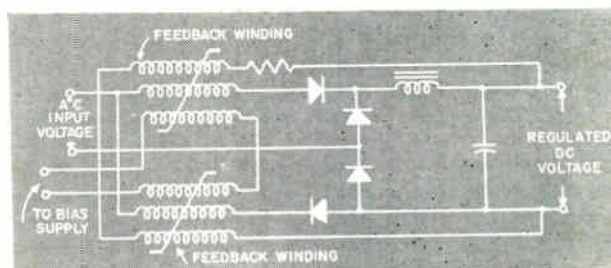 FEEDBACK WINDING
A-C
INPUT
VOLTAGE
REGULATED
DC
VOLTAGE
TO BIAS
SUPPLY
FEEDBACK WINDING